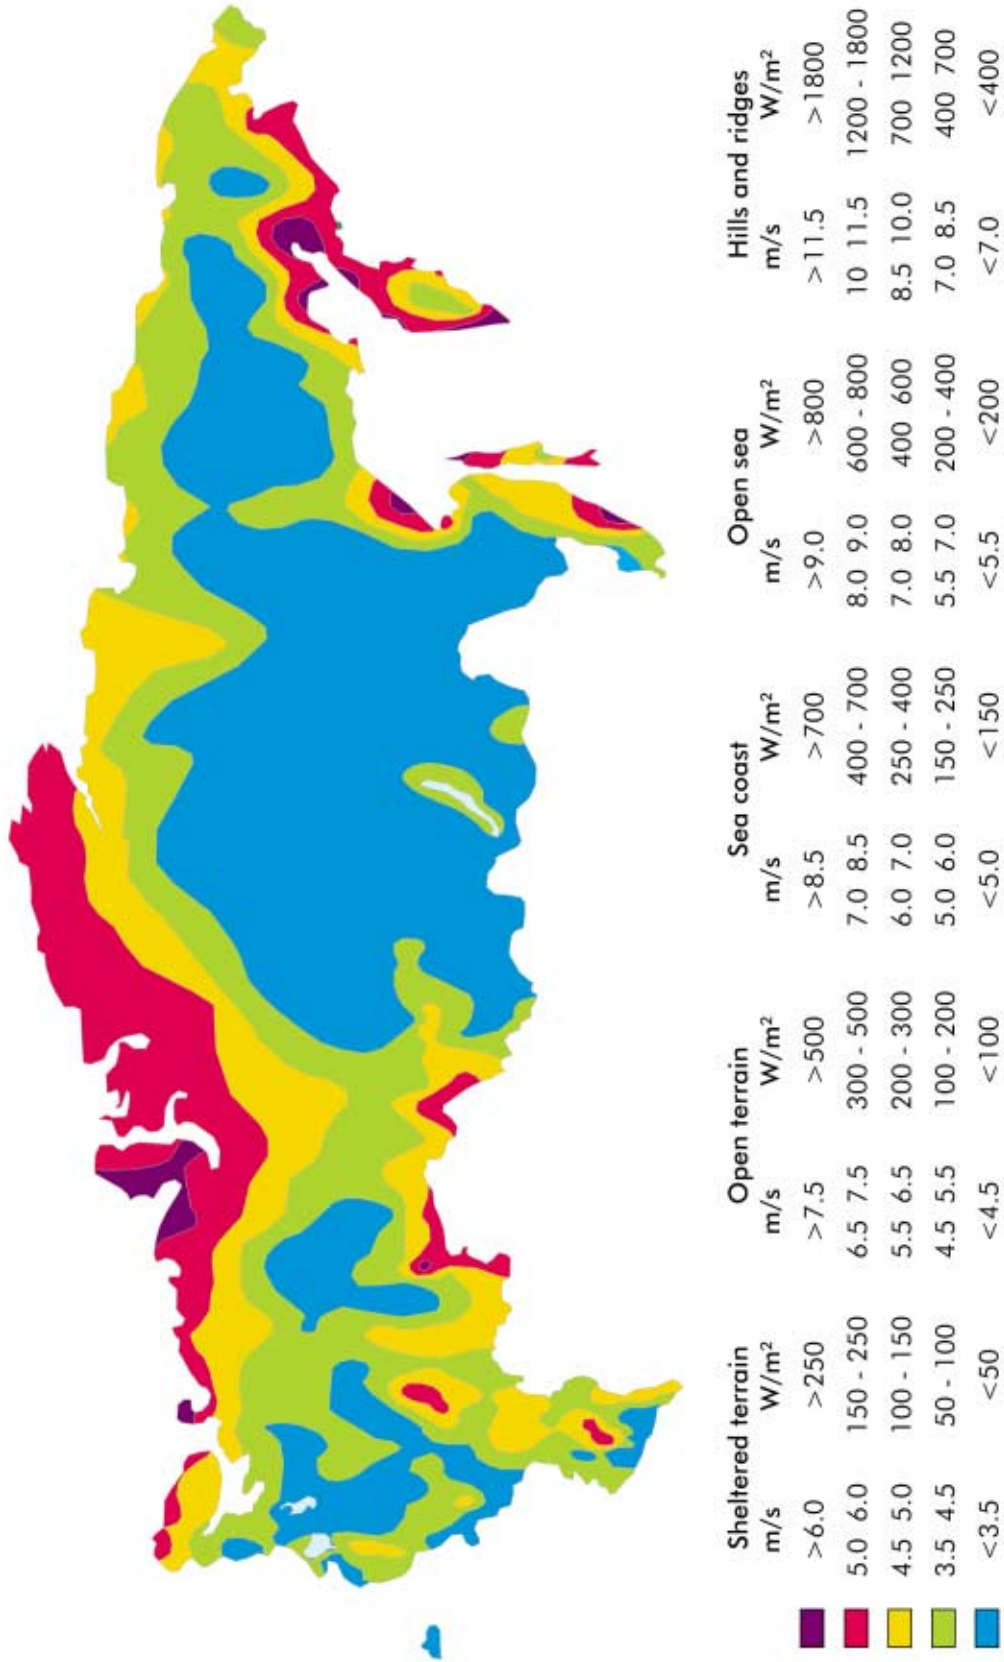 Sheltered terrain Open terrain Sea coast Open sea Hills and ridges
m/s W/m² m/s W/m² m/s W/m² m/s W/m² m/s W/m²
>6.0 >250 >7.5 >500 >8.5 >700 >9.0 >800 >11.5 >1800
5.0 6.0 150 - 250 6.5 7.5 300 - 500 7.0 8.5 400 - 700 8.0 9.0 600 - 800 10 11.5 1200 - 1800
4.5 5.0 100 - 150 5.5 6.5 200 - 300 6.0 7.0 250 - 400 7.0 8.0 400 600 8.5 10.0 700 1200
3.5 4.5 50 - 100 4.5 5.5 100 - 200 5.0 6.0 150 - 250 5.5 7.0 200 - 400 7.0 8.5 400 700
<3.5 <50 <4.5 <100 <5.0 <150 <5.5 <200 <7.0 <400